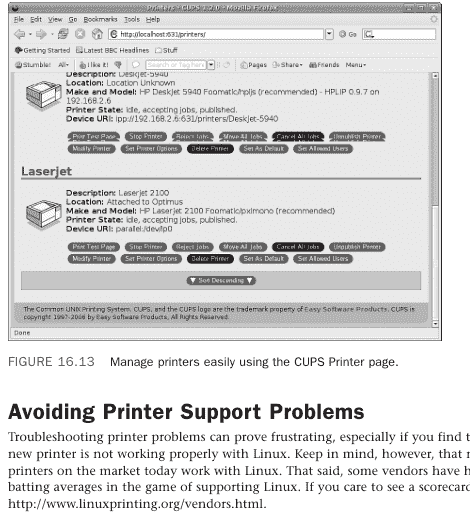 Printers - CUPS 1.2.0 - Mozilla Firefox
File Edit View Go Bookmarks Tools Help
http://localhost:631/printers/ Go
Getting Started Latest BBC Headlines Stuff
Stumble! All I like it! Search or Tag here Pages Share Friends Menu
Description: Deskjet-5940
Location: Location Unknown
Make and Model: HP Deskjet 5940 Foomatic/hpijs (recommended) - HPLIP 0.9.7 on
192.168.2.6
Printer State: idle, accepting jobs, published.
Device URI: ipp://192.168.2.6:631/printers/Deskjet-5940
Print Test Page Stop Printer Reject Jobs Move All Jobs Cancel All Jobs Unpublish Printer
Modify Printer Set Printer Options Delete Printer Set As Default Set Allowed Users
Laserjet
Description: Laserjet 2100
Location: Attached to Optimus
Make and Model: HP LaserJet 2100 Foomatic/pxlmono (recommended)
Printer State: idle, accepting jobs, published.
Device URI: parallel:/dev/lp0
Print Test Page Stop Printer Reject Jobs Move All Jobs Cancel All Jobs Unpublish Printer
Modify Printer Set Printer Options Delete Printer Set As Default Set Allowed Users
▼ Sort Descending ▼
The Common UNIX Printing System, CUPS, and the CUPS logo are the trademark property of Easy Software Products. CUPS is
copyright 1997-2006 by Easy Software Products, All Rights Reserved.
Done
FIGURE 16.13 Manage printers easily using the CUPS Printer page.
Avoiding Printer Support Problems
Troubleshooting printer problems can prove frustrating, especially if you find t
new printer is not working properly with Linux. Keep in mind, however, that
printers on the market today work with Linux. That said, some vendors have h
batting averages in the game of supporting Linux. If you care to see a scorecard
http://www.linuxprinting.org/vendors.html.